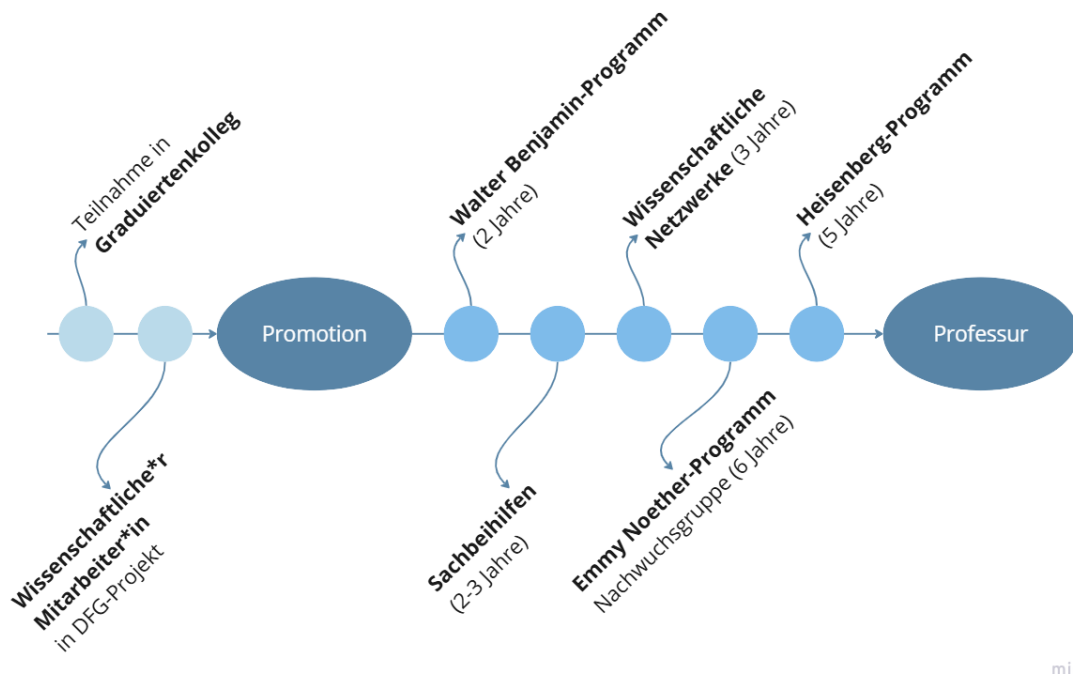 Teilnahme in
Graduiertenkolleg
Wissenschaftliche*r
Mitarbeiter*in
in DFG-Projekt
Promotion
Walter Benjamin-Programm
(2 Jahre)
Sachbeihilfen
(2-3 Jahre)
Wissenschaftliche
Netzwerke (3 Jahre)
Emmy Noether-Programm
Nachwuchsgruppe (6 Jahre)
Heisenberg-Programm
(5 Jahre)
Professur
mi